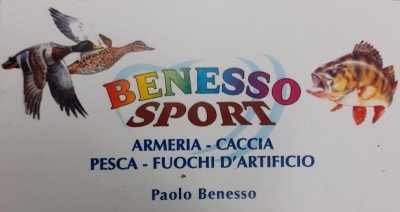 BENESSO
SPORT
ARMERIA - CACCIA
PESCA - FUOCHI D'ARTIFICIO
Paolo Benesso